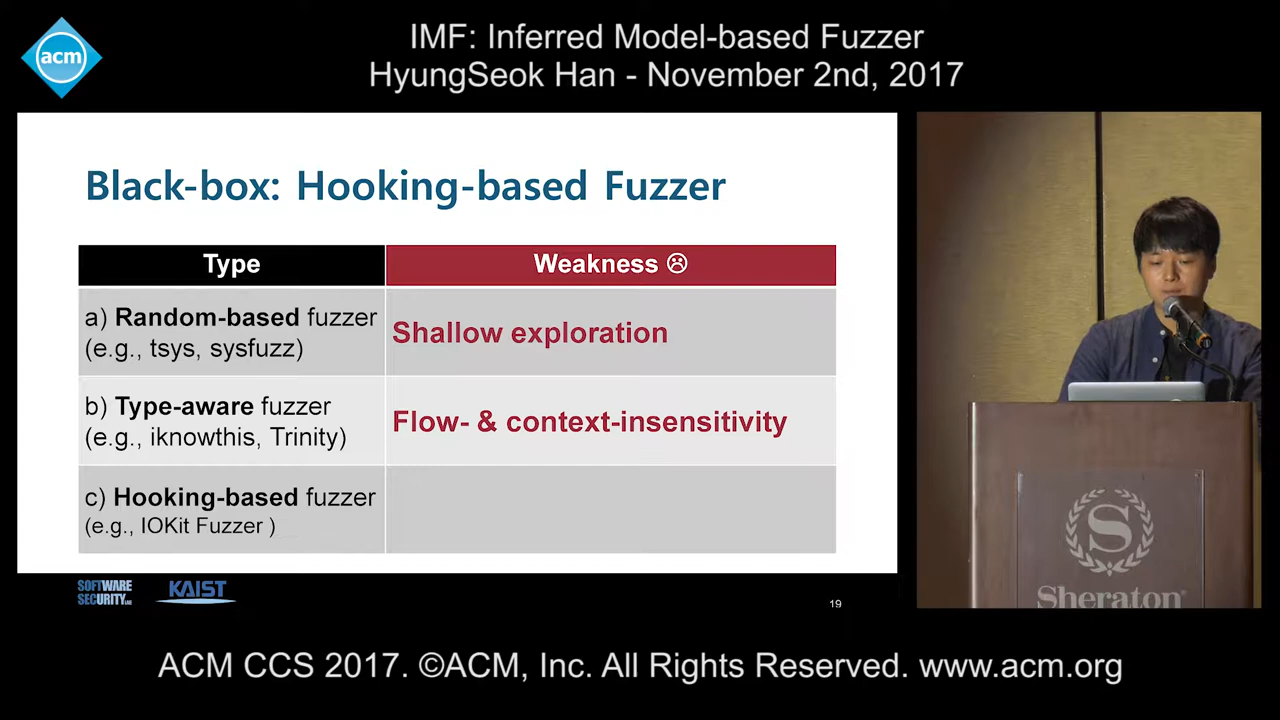 acm
IMF: Inferred Model-based Fuzzer
HyungSeok Han - November 2nd, 2017
Black-box: Hooking-based Fuzzer
Type
Weakness ☹
a) Random-based fuzzer
(e.g., tsys, sysfuzz)
Shallow exploration
b) Type-aware fuzzer
(e.g., iknowthis, Trinity)
Flow- & context-insensitivity
c) Hooking-based fuzzer
(e.g., IOKit Fuzzer )
SOFTWARE
SECURITY LAB
KAIST
19
S
Sheraton
ACM CCS 2017. ©ACM, Inc. All Rights Reserved. www.acm.org